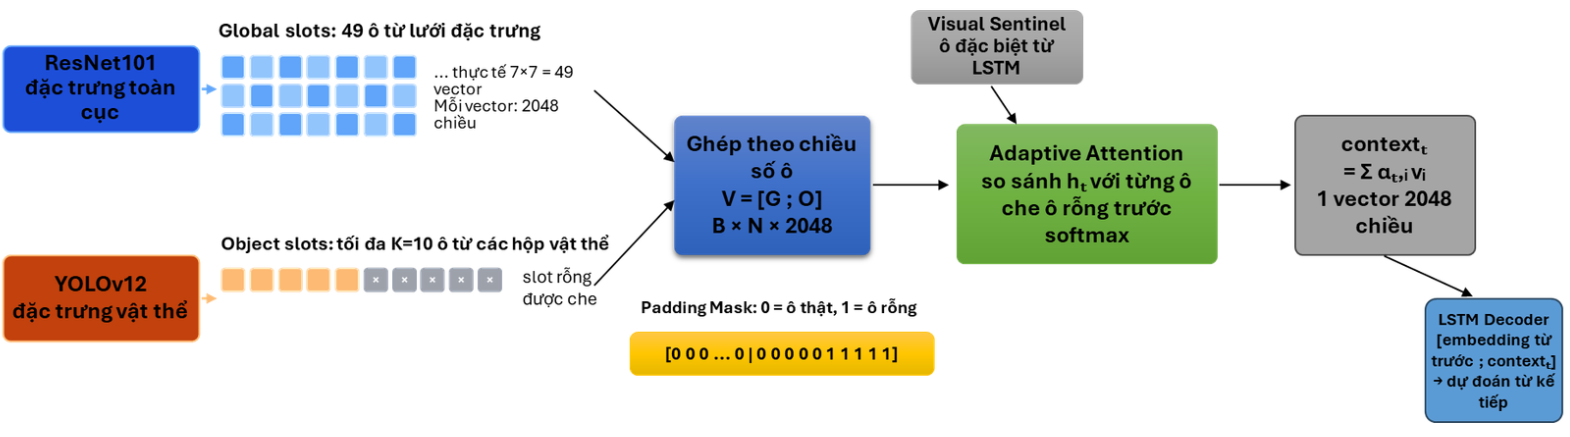 Global slots: 49 ô từ lưới đặc trưng
ResNet101
đặc trưng toàn
cục
... thực tế 7×7 = 49
vector
Mỗi vector: 2048
chiều
Visual Sentinel
ô đặc biệt từ
LSTM
Ghép theo chiều
số ô
V = [G ; O]
B × N × 2048
Adaptive Attention
so sánh hₜ với từng ô
che ô rỗng trước
softmax
contextₜ
= Σ αₜ,ᵢ vᵢ
1 vector 2048
chiều
Object slots: tối đa K=10 ô từ các hộp vật thể
YOLOv12
đặc trưng vật thể
× × × × ×
slot rỗng
được che
Padding Mask: 0 = ô thật, 1 = ô rỗng
[0 0 0 ... 0 | 0 0 0 0 0 1 1 1 1 1]
LSTM Decoder
[embedding từ
trước ; contextₜ]
→ dự đoán từ kế
tiếp